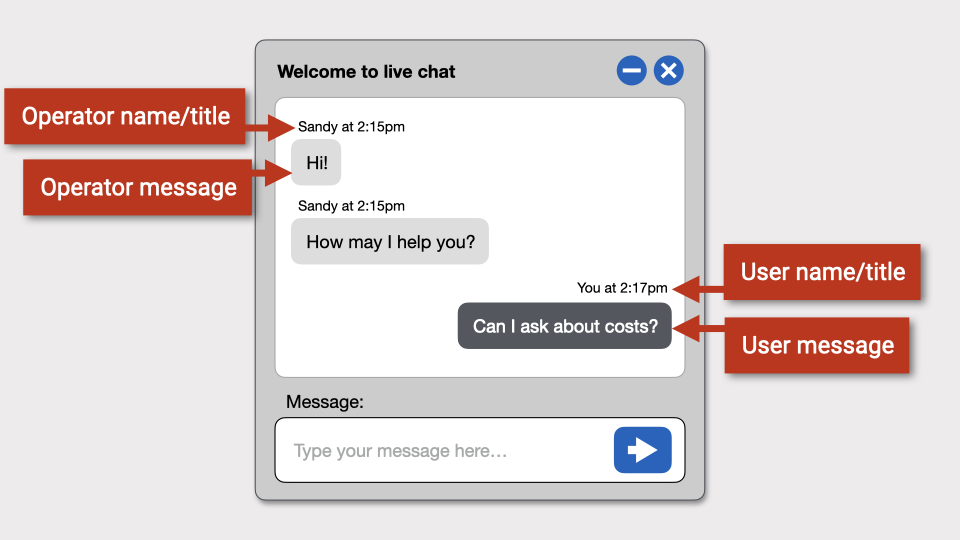 Welcome to live chat
Operator name/title
Sandy at 2:15pm
Hi!
Operator message
Sandy at 2:15pm
How may I help you?
User name/title
You at 2:17pm
Can I ask about costs?
User message
Message:
Type your message here…